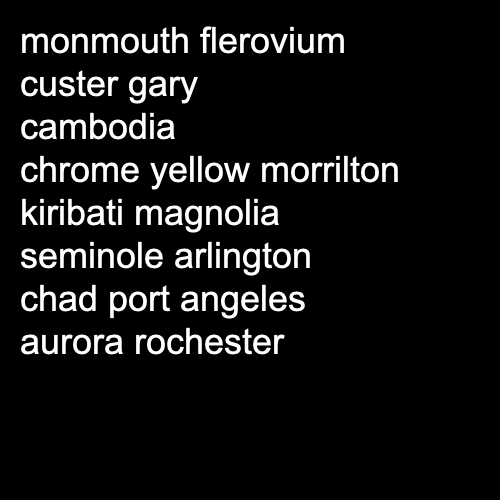 monmouth flerovium
custer gary
cambodia
chrome yellow morrilton
kiribati magnolia
seminole arlington
chad port angeles
aurora rochester